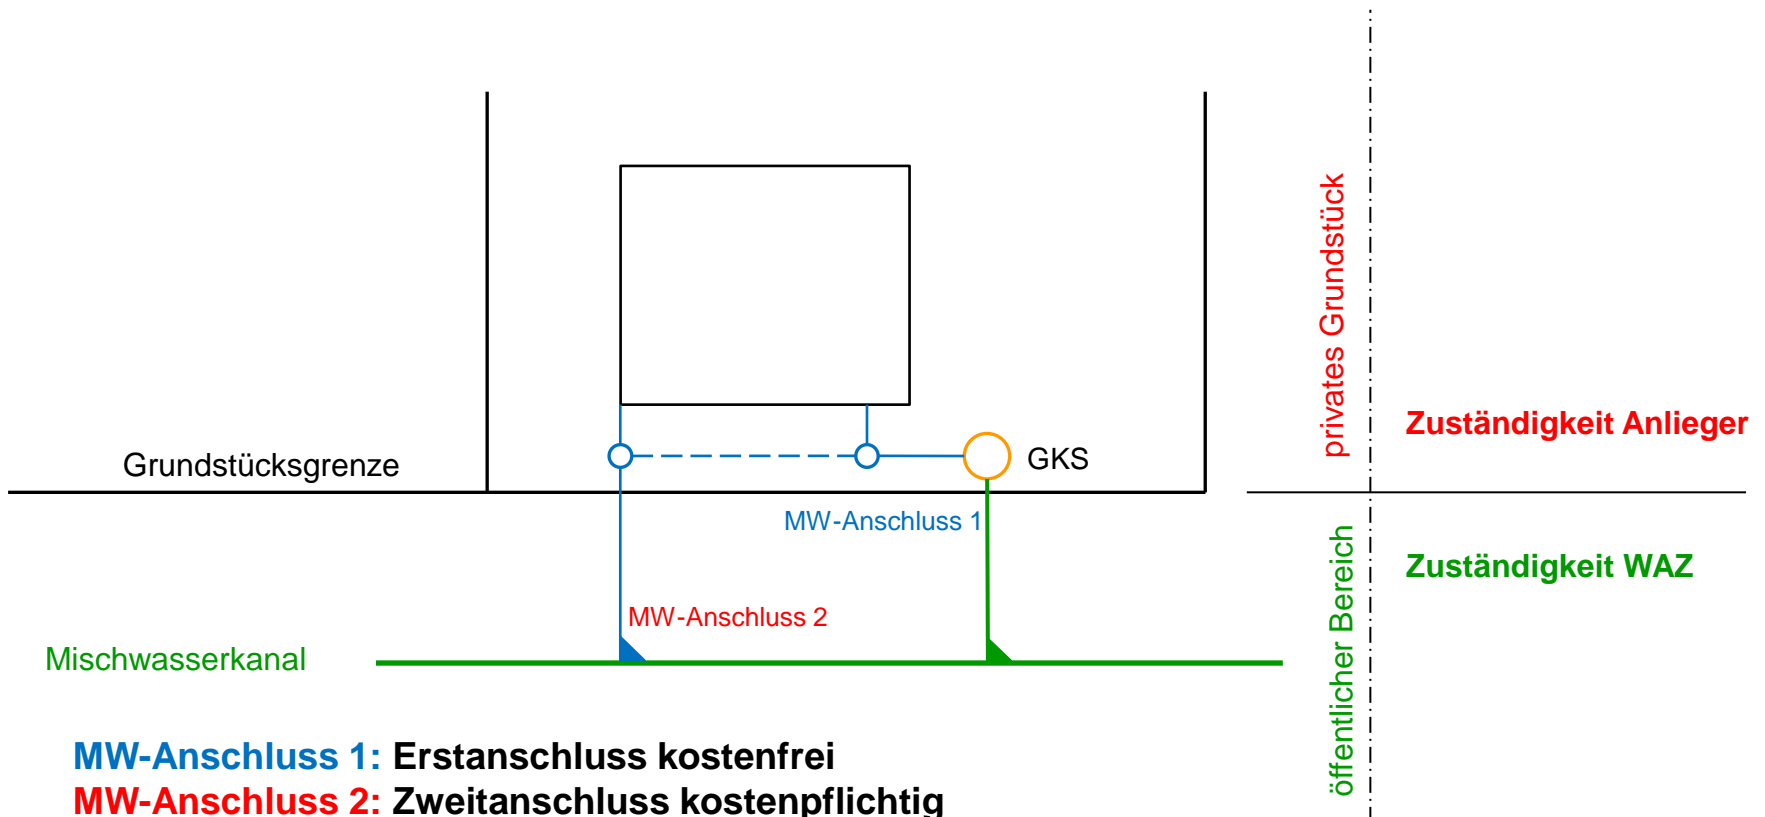 privates Grundstück
Zuständigkeit Anlieger
Grundstücksgrenze
GKS
MW-Anschluss 1
öffentlicher Bereich
Zuständigkeit WAZ
MW-Anschluss 2
Mischwasserkanal
MW-Anschluss 1: Erstanschluss kostenfrei
MW-Anschluss 2: Zweitanschluss kostenpflichtig